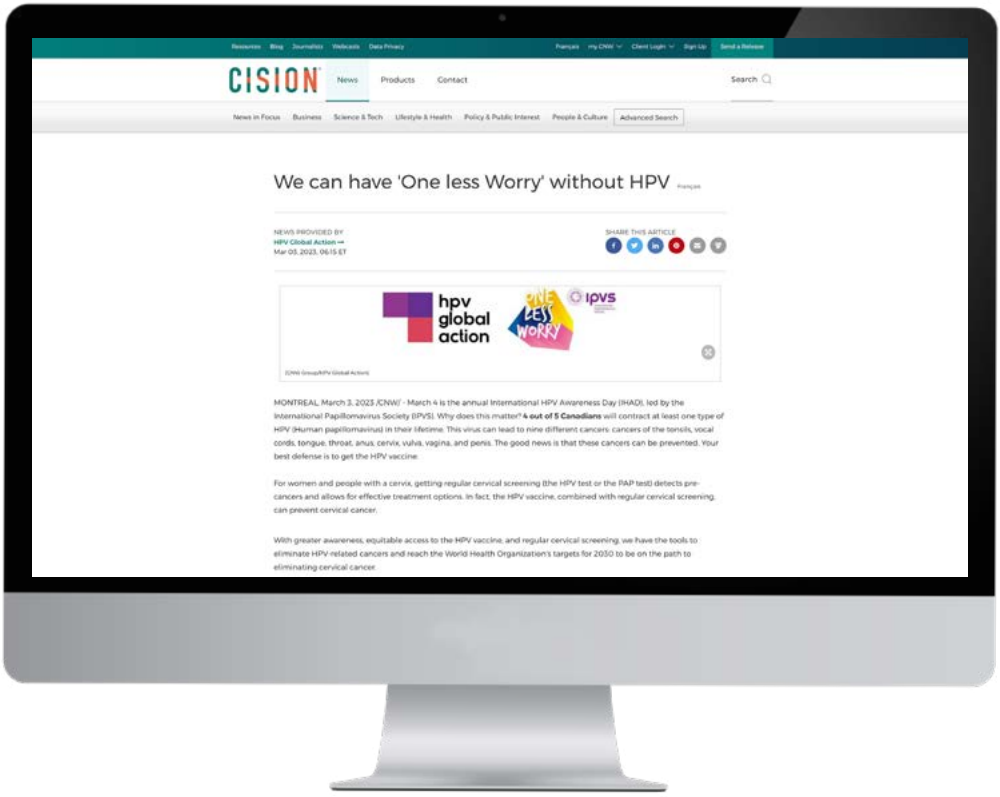 Resources Blog Journalists Webcasts Data Privacy Français my CNW Client Login Sign Up Send a Release
CISION News Products Contact Search
News in Focus Business Science & Tech Lifestyle & Health Policy & Public Interest People & Culture Advanced Search
We can have 'One less Worry' without HPV Français
NEWS PROVIDED BY
HPV Global Action
Mar 03, 2023, 06:15 ET
SHARE THIS ARTICLE
hpv
global
action
ONE
LESS
WORRY
IPVS
(CNW Group/HPV Global Action)
MONTREAL, March 3, 2023 /CNW/ - March 4 is the annual International HPV Awareness Day (IHAD), led by the
International Papillomavirus Society (IPVS). Why does this matter? 4 out of 5 Canadians will contract at least one type of
HPV (Human papillomavirus) in their lifetime. This virus can lead to nine different cancers: cancers of the tonsils, vocal
cords, tongue, throat, anus, cervix, vulva, vagina, and penis. The good news is that these cancers can be prevented. Your
best defense is to get the HPV vaccine.
For women and people with a cervix, getting regular cervical screening (the HPV test or the PAP test) detects pre-
cancers and allows for effective treatment options. In fact, the HPV vaccine, combined with regular cervical screening,
can prevent cervical cancer.
With greater awareness, equitable access to the HPV vaccine, and regular cervical screening, we have the tools to
eliminate HPV-related cancers and reach the World Health Organization's targets for 2030 to be on the path to
eliminating cervical cancer.